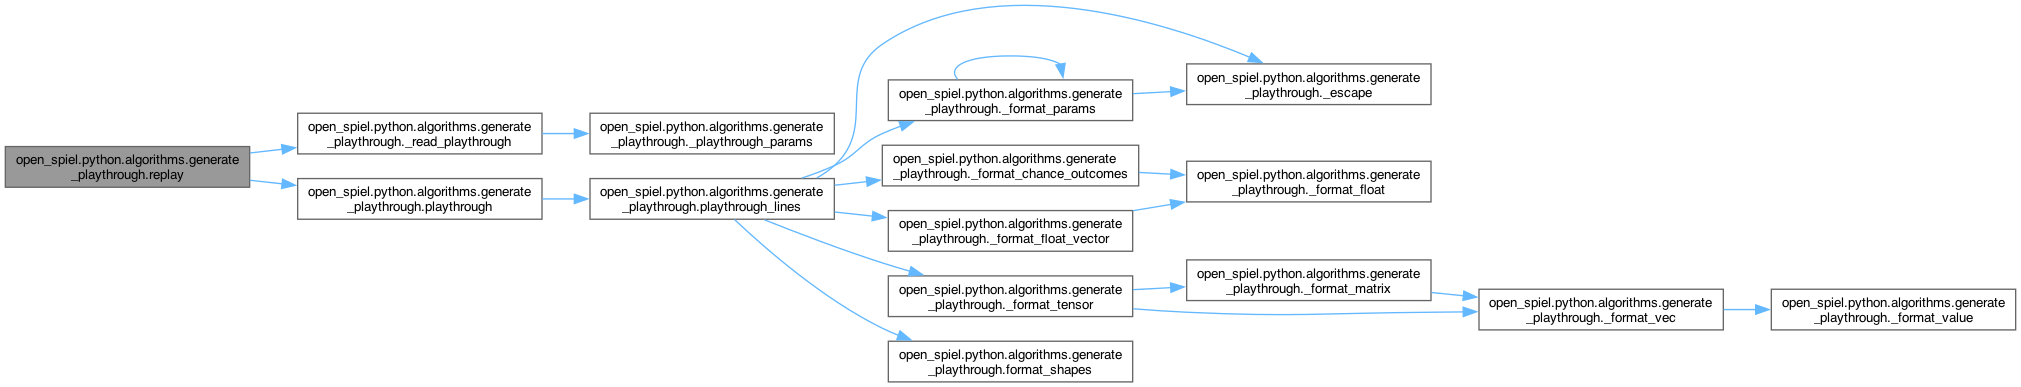 open_spiel.python.algorithms.generate
_playthrough.replay
open_spiel.python.algorithms.generate
_playthrough._read_playthrough
open_spiel.python.algorithms.generate
_playthrough._playthrough_params
open_spiel.python.algorithms.generate
_playthrough.playthrough
open_spiel.python.algorithms.generate
_playthrough.playthrough_lines
open_spiel.python.algorithms.generate
_playthrough._format_params
open_spiel.python.algorithms.generate
_playthrough._escape
open_spiel.python.algorithms.generate
_playthrough._format_chance_outcomes
open_spiel.python.algorithms.generate
_playthrough._format_float
open_spiel.python.algorithms.generate
_playthrough._format_float_vector
open_spiel.python.algorithms.generate
_playthrough._format_tensor
open_spiel.python.algorithms.generate
_playthrough._format_matrix
open_spiel.python.algorithms.generate
_playthrough._format_vec
open_spiel.python.algorithms.generate
_playthrough._format_value
open_spiel.python.algorithms.generate
_playthrough.format_shapes